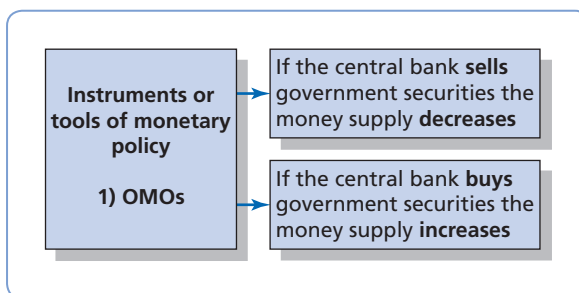 Instruments or
tools of monetary
policy
1) OMOs
If the central bank sells
government securities the
money supply decreases
If the central bank buys
government securities the
money supply increases